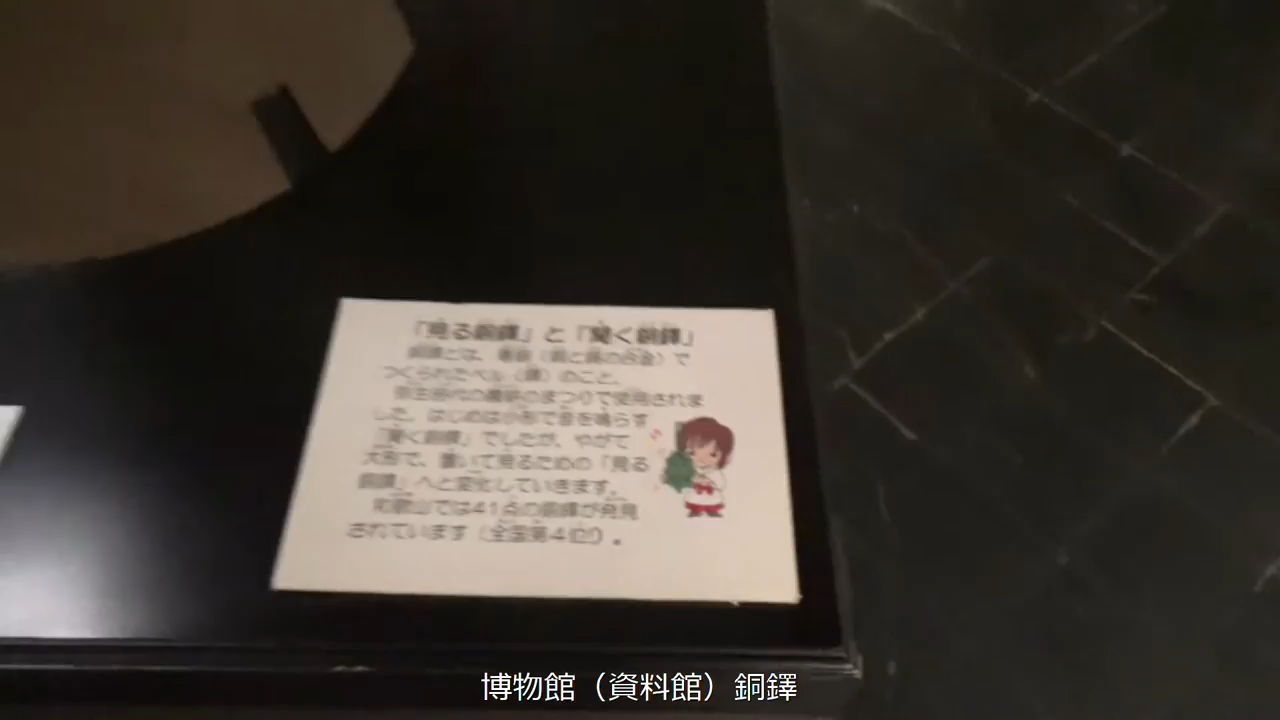 「見る銅鐸」と「聞く銅鐸」
銅鐸とは、青銅（銅と錫の合金）で
つくられたベル（鐘）のこと。
弥生時代の農耕のまつりで使用されま
した。はじめは小形で音を鳴らす
「聞く銅鐸」でしたが、やがて
大形で、置いて見るための「見る
銅鐸」へと変化していきます。
和歌山では41点の銅鐸が発見
されています（全国第4位!）。
博物館（資料館）銅鐸